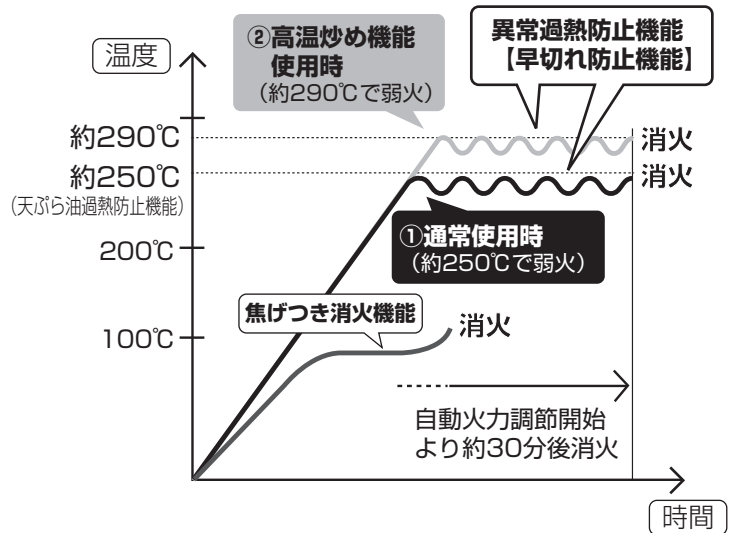 温度
②高温炒め機能
使用時
(約290℃で弱火)
異常過熱防止機能
【早切れ防止機能】
約290℃
消火
約250℃
消火
(天ぷら油過熱防止機能)
①通常使用時
(約250℃で弱火)
200℃
焦げつき消火機能
消火
100℃
自動火力調節開始
より約30分後消火
時間